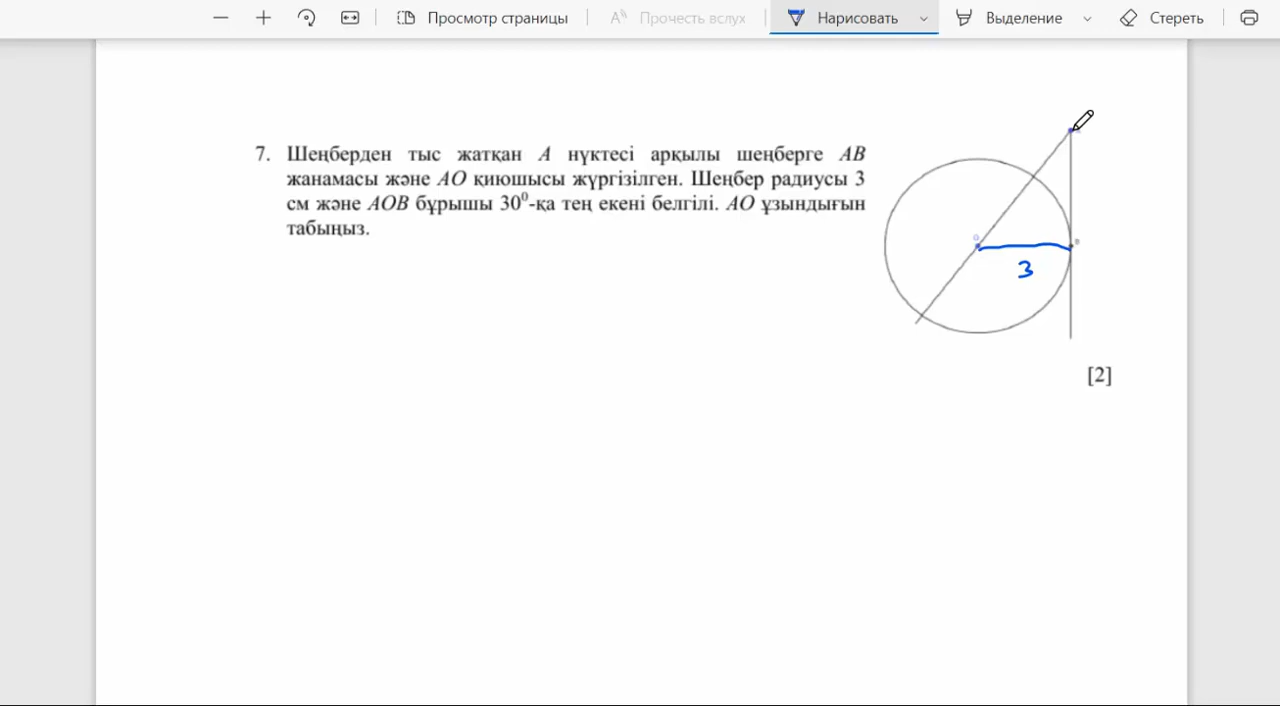 Просмотр страницы
Прочесть вслух
Нарисовать
Выделение
Стереть
7. Шеңберден тыс жатқан A нүктесі арқылы шеңберге AB
жанамасы және AO қиюшысы жүргізілген. Шеңбер радиусы 3
см және AOB бұрышы 30⁰-қа тең екені белгілі. AO ұзындығын
табыңыз.
O
B
3
[2]